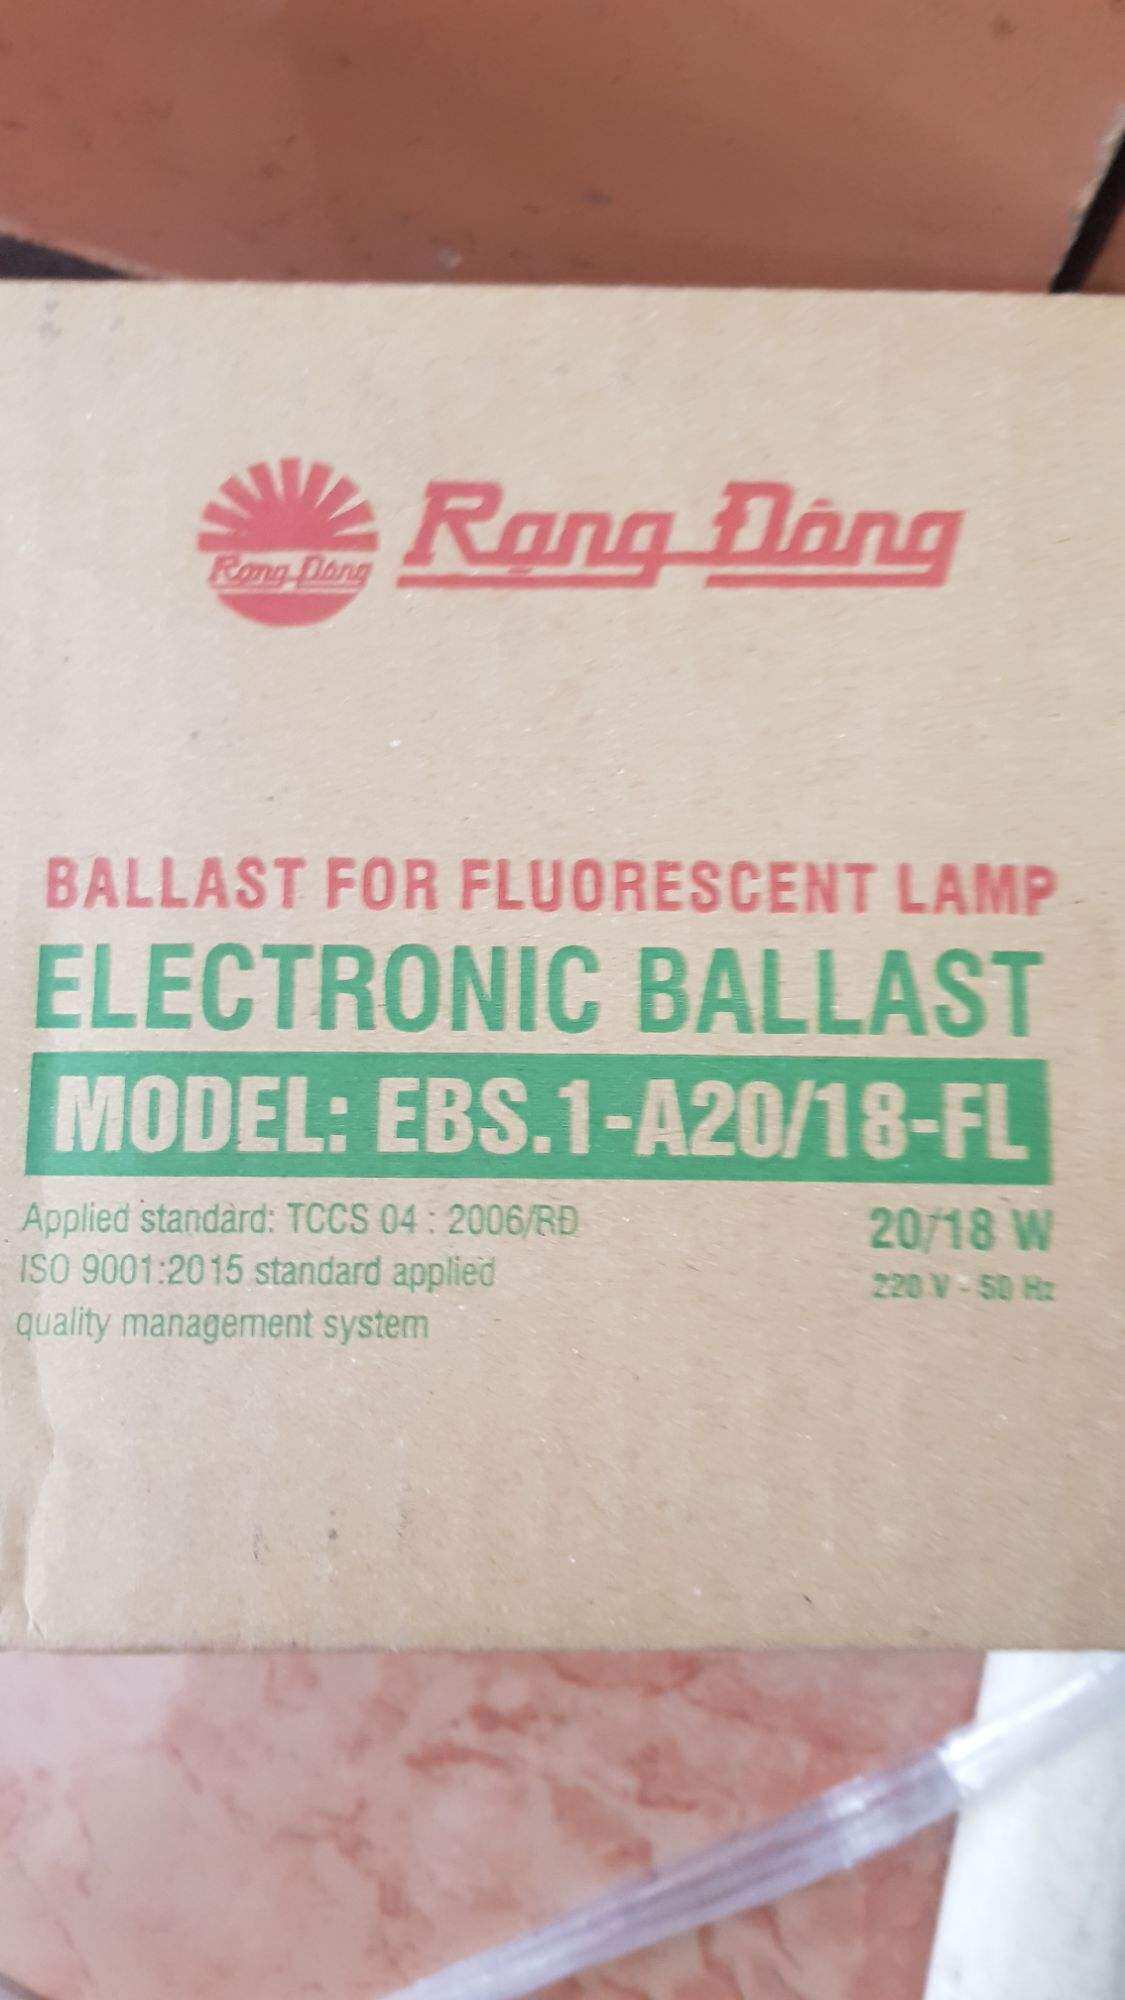 Rạng Đông
Rạng Đông
BALLAST FOR FLUORESCENT LAMP
ELECTRONIC BALLAST
MODEL: EBS.1-A20/18-FL
Applied standard: TCCS 04 : 2006/RĐ
20/18 W
ISO 9001:2015 standard applied
220 V - 50 Hz
quality management system